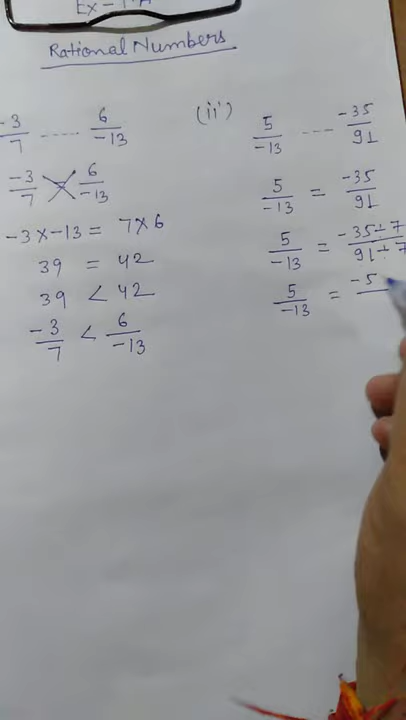 Ex - 1.A
Rational Numbers
-3/7 ..... 6/-13
-3/7 6/-13
-3 × -13 = 7 × 6
39 = 42
39 < 42
-3/7 < 6/-13
(ii)
5/-13 --- -35/91
5/-13 = -35/91
5/-13 = -35÷7/91÷7
5/-13 = -5